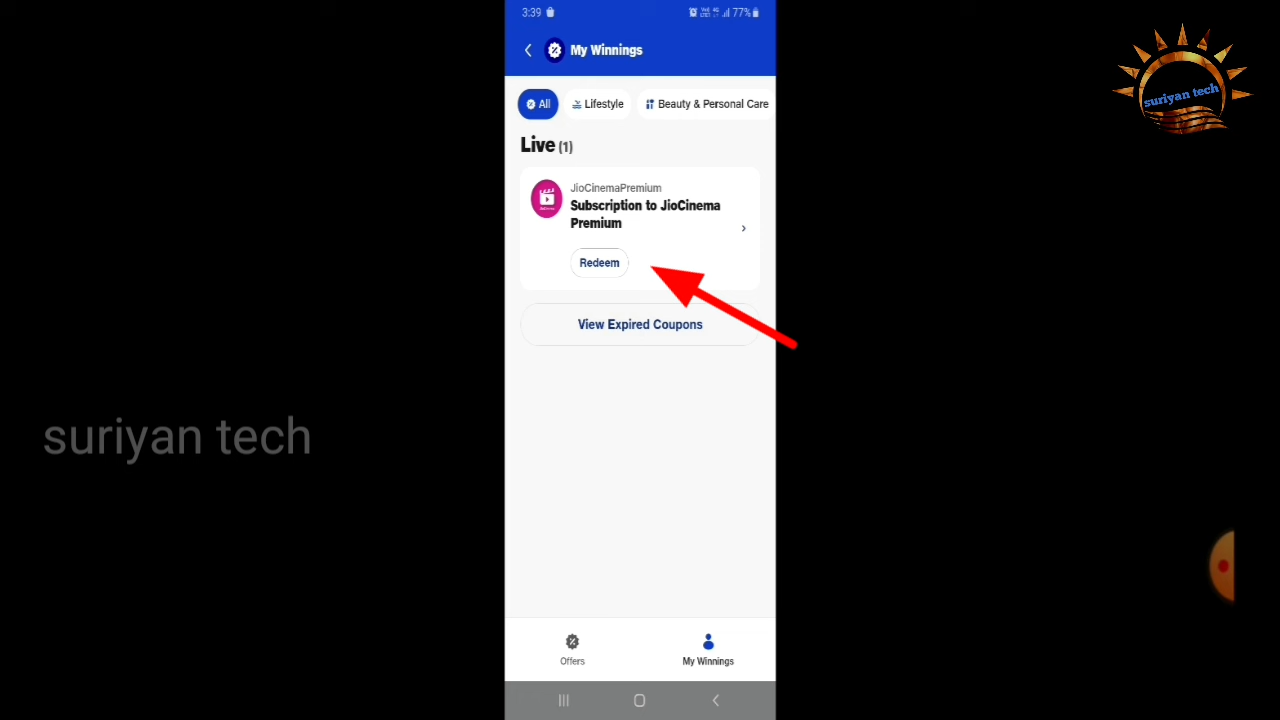 3:39
77%
My Winnings
All
Lifestyle
Beauty & Personal Care
Live (1)
JioCinemaPremium
Subscription to JioCinema
Premium
Redeem
View Expired Coupons
Offers
My Winnings
suriyan tech
suriyan tech